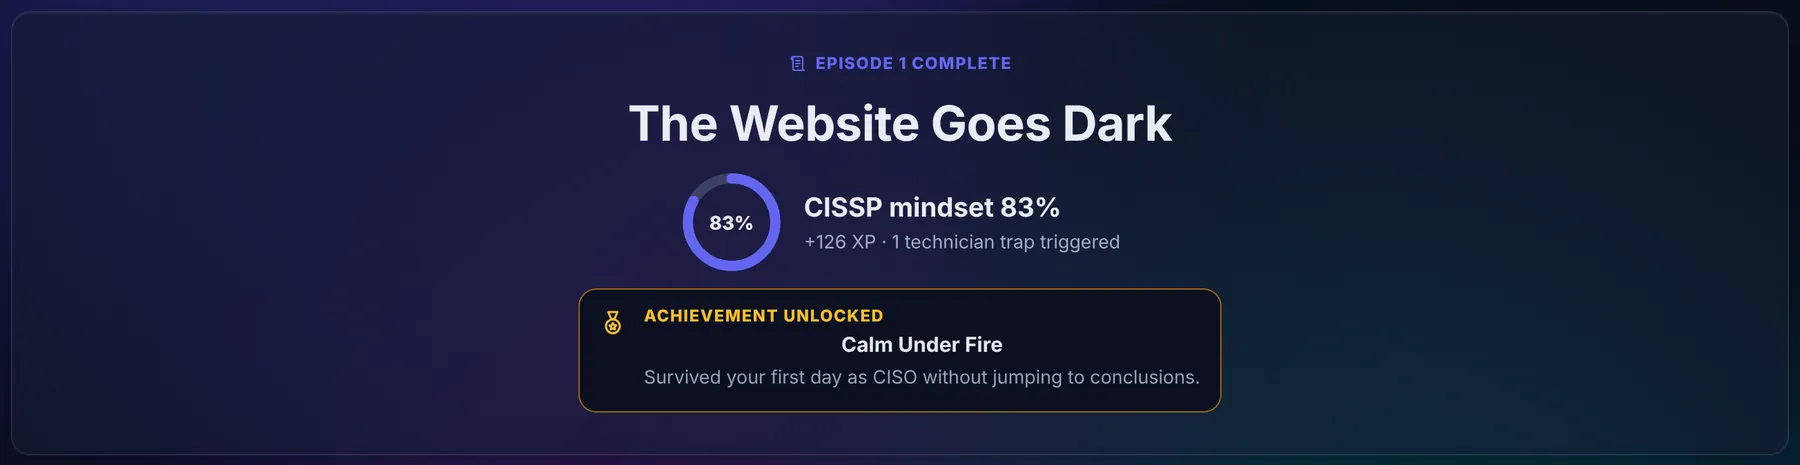 EPISODE 1 COMPLETE
The Website Goes Dark
83%
CISSP mindset 83%
+126 XP · 1 technician trap triggered
ACHIEVEMENT UNLOCKED
Calm Under Fire
Survived your first day as CISO without jumping to conclusions.